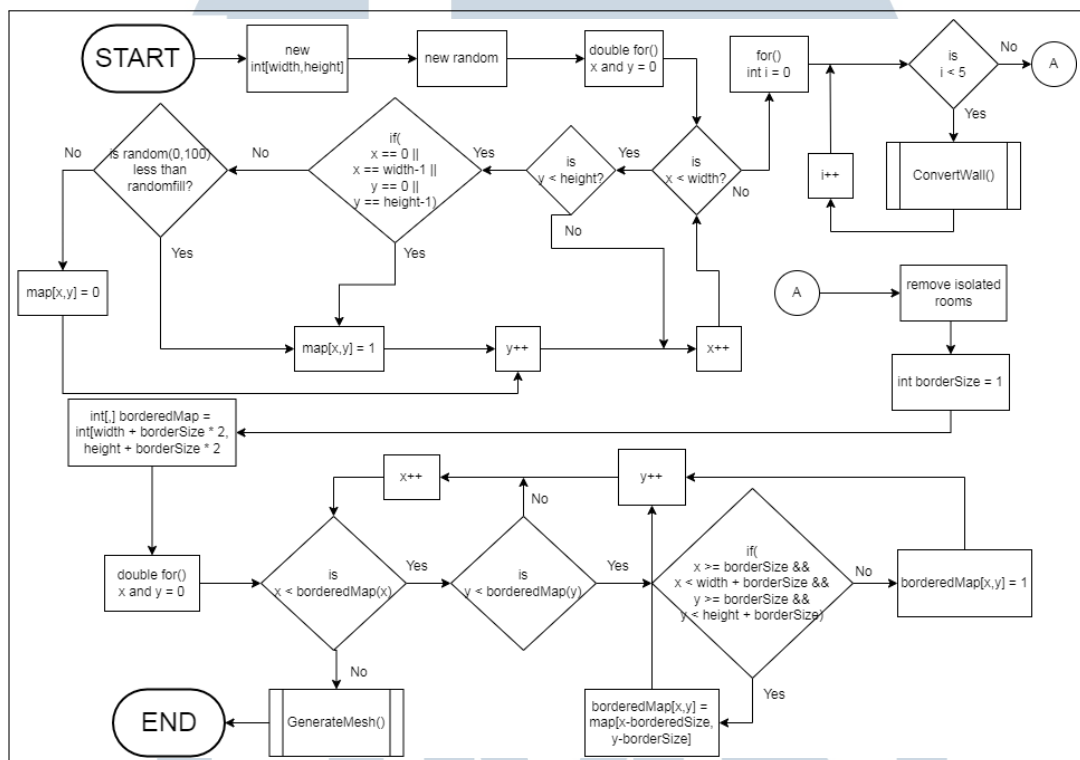 START
new
int[width,height]
new random
double for()
x and y = 0
for()
int i = 0
is
i < 5
No
A
Yes
ConvertWall()
i++
is
x < width?
No
Yes
is
y < height?
No
Yes
if(
x == 0 ||
x == width-1 ||
y == 0 ||
y == height-1)
No
Yes
is random(0,100)
less than
randomfill?
No
Yes
map[x,y] = 0
map[x,y] = 1
y++
x++
A
remove isolated
rooms
int borderSize = 1
int[,] borderedMap =
int[width + borderSize * 2,
height + borderSize * 2
double for()
x and y = 0
is
x < borderedMap(x)
Yes
No
is
y < borderedMap(y)
No
Yes
if(
x >= borderSize &&
x < width + borderSize &&
y >= borderSize &&
y < height + borderSize)
No
Yes
borderedMap[x,y] = 1
borderedMap[x,y] =
map[x-borderedSize,
y-borderSize]
y++
x++
GenerateMesh()
END